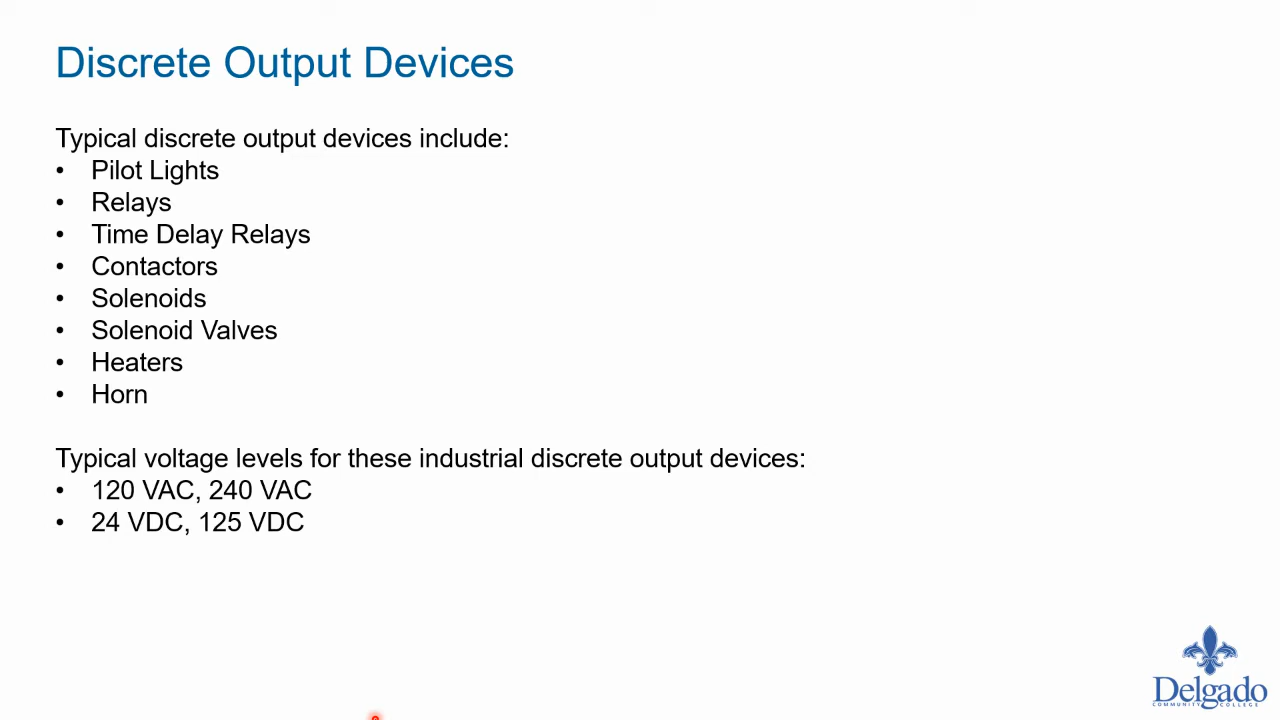 Discrete Output Devices
Typical discrete output devices include:
• Pilot Lights
• Relays
• Time Delay Relays
• Contactors
• Solenoids
• Solenoid Valves
• Heaters
• Horn
Typical voltage levels for these industrial discrete output devices:
• 120 VAC, 240 VAC
• 24 VDC, 125 VDC
Delgado
COMMUNITY COLLEGE